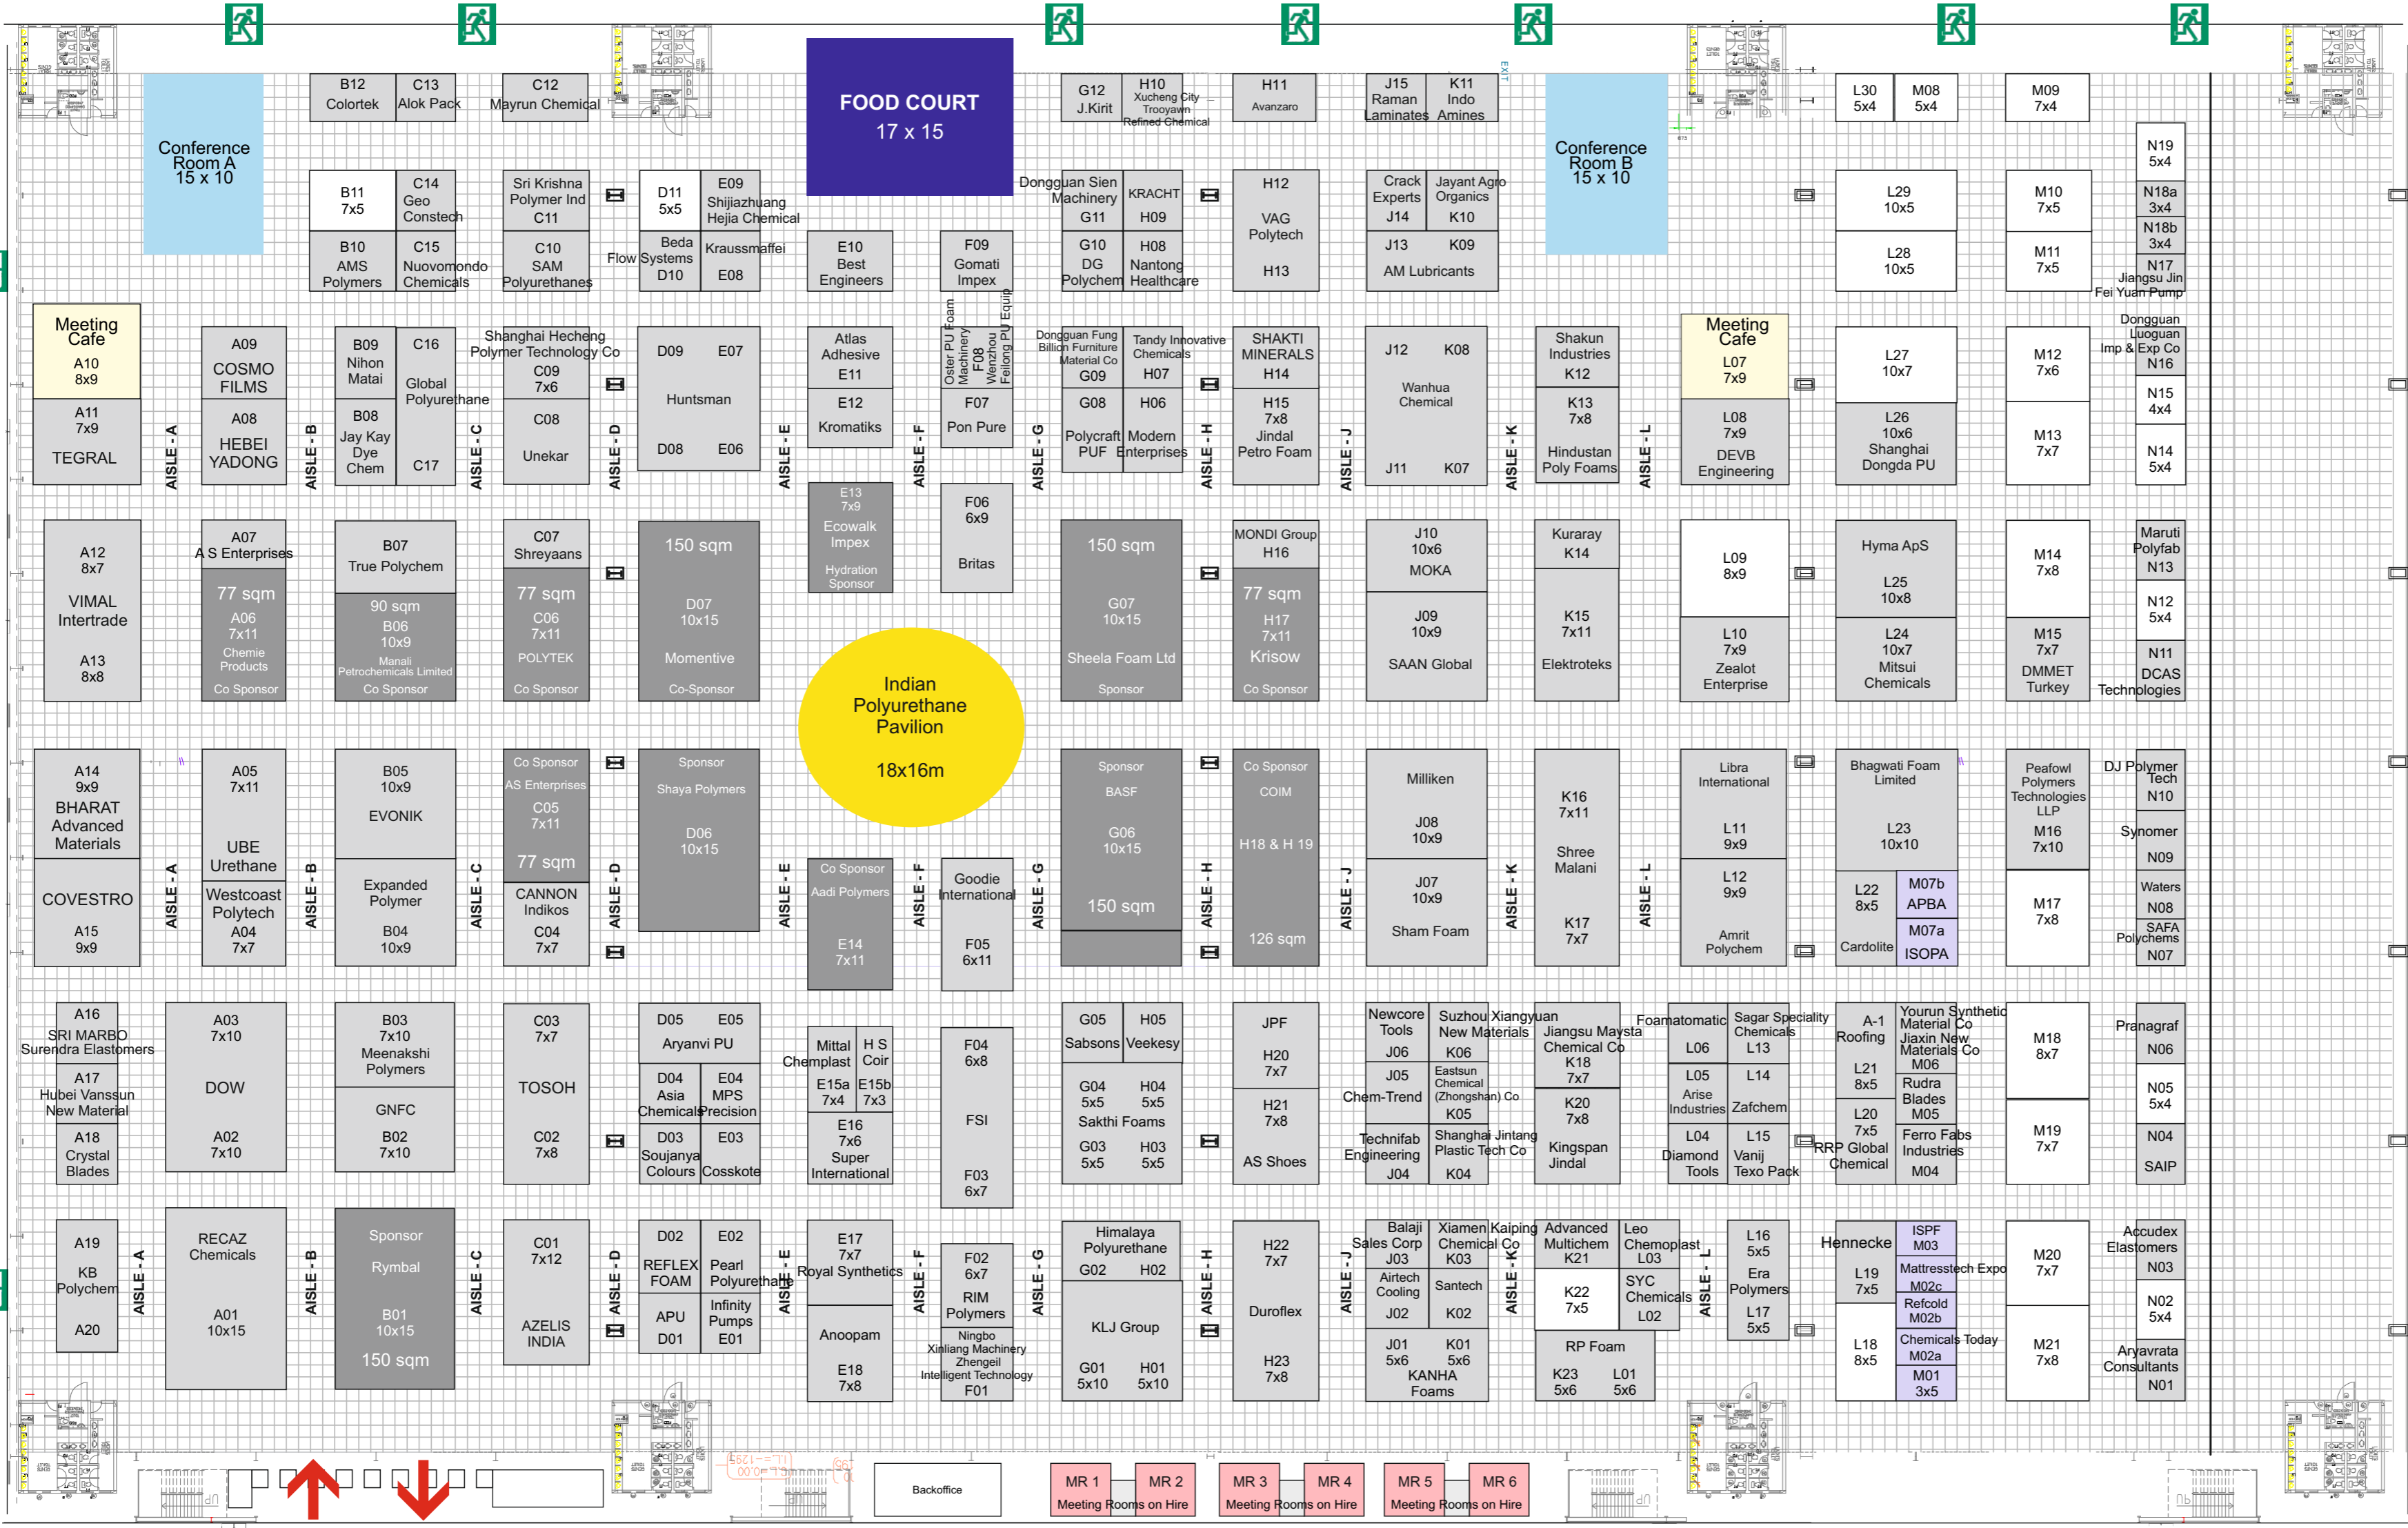 FOOD COURT
17 x 15
Conference
Room A
15 x 10
B12
Colortek
C13
Alok Pack
C12
Mayrun Chemical
G12
J.Kirit
H10
Xucheng City
Trooyawn
Refined Chemical
H11
Avanzaro
J15
Raman
Laminates
K11
Indo
Amines
EXIT
Conference
Room B
15 x 10
L30
5x4
M08
5x4
M09
7x4
N19
5x4
B11
7x5
C14
Geo
Constech
Sri Krishna
Polymer Ind
C11
D11
5x5
E09
Shijiazhuang
Hejia Chemical
Dongguan Sien
Machinery
G11
KRACHT
H09
H12
VAG
Polytech
H13
Crack
Experts
J14
Jayant Agro
Organics
K10
L29
10x5
M10
7x5
N18a
3x4
N18b
3x4
B10
AMS
Polymers
C15
Nuovomondo
Chemicals
C10
SAM
Polyurethanes
Beda
Flow Systems
D10
Kraussmaffei
E08
E10
Best
Engineers
F09
Gomati
Impex
G10
DG
Polychem
H08
Nantong
Healthcare
J13
K09
AM Lubricants
L28
10x5
M11
7x5
N17
Jiangsu Jin
Fei Yuan Pump
Meeting
Cafe
A10
8x9
A09
COSMO
FILMS
B09
Nihon
Matai
C16
Global
Polyurethane
C17
Shanghai Hecheng
Polymer Technology Co
C09
7x6
D09
E07
Huntsman
D08
E06
Atlas
Adhesive
E11
Oster PU Foam
Machinery
F08
Wenzhou
Feilong PU Equip
Dongguan Fung
Billion Furniture
Material Co
G09
Tandy Innovative
Chemicals
H07
SHAKTI
MINERALS
H14
J12
K08
Wanhua
Chemical
J11
K07
Shakun
Industries
K12
Meeting
Cafe
L07
7x9
L27
10x7
M12
7x6
Dongguan
Luoguan
Imp & Exp Co
N16
A11
7x9
TEGRAL
A08
HEBEI
YADONG
B08
Jay Kay
Dye
Chem
C08
Unekar
E12
Kromatiks
F07
Pon Pure
G08
Polycraft
PUF
H06
Modern
Enterprises
H15
7x8
Jindal
Petro Foam
K13
7x8
Hindustan
Poly Foams
L08
7x9
DEVB
Engineering
L26
10x6
Shanghai
Dongda PU
M13
7x7
N15
4x4
N14
5x4
AISLE - A
AISLE - B
AISLE - C
AISLE - D
AISLE - E
AISLE - F
AISLE - G
AISLE - H
AISLE - J
AISLE - K
AISLE - L
A12
8x7
VIMAL
Intertrade
A13
8x8
A07
A S Enterprises
77 sqm
A06
7x11
Chemie
Products
Co Sponsor
B07
True Polychem
90 sqm
B06
10x9
Manali
Petrochemicals Limited
Co Sponsor
C07
Shreyaans
77 sqm
C06
7x11
POLYTEK
Co Sponsor
150 sqm
D07
10x15
Momentive
Co-Sponsor
E13
7x9
Ecowalk
Impex
Hydration
Sponsor
F06
6x9
Britas
150 sqm
G07
10x15
Sheela Foam Ltd
Sponsor
MONDI Group
H16
77 sqm
H17
7x11
Krisow
Co Sponsor
J10
10x6
MOKA
J09
10x9
SAAN Global
Kuraray
K14
K15
7x11
Elektroteks
L09
8x9
L10
7x9
Zealot
Enterprise
Hyma ApS
L25
10x8
L24
10x7
Mitsui
Chemicals
M14
7x8
M15
7x7
DMMET
Turkey
Maruti
Polyfab
N13
N12
5x4
N11
DCAS
Technologies
Indian
Polyurethane
Pavilion
18x16m
A14
9x9
BHARAT
Advanced
Materials
COVESTRO
A15
9x9
A05
7x11
UBE
Urethane
Westcoast
Polytech
A04
7x7
B05
10x9
EVONIK
Expanded
Polymer
B04
10x9
Co Sponsor
AS Enterprises
C05
7x11
77 sqm
CANNON
Indikos
C04
7x7
Sponsor
Shaya Polymers
D06
10x15
Co Sponsor
Aadi Polymers
E14
7x11
Goodie
International
F05
6x11
Sponsor
BASF
G06
10x15
150 sqm
Co Sponsor
COIM
H18 & H 19
126 sqm
Milliken
J08
10x9
J07
10x9
Sham Foam
K16
7x11
Shree
Malani
K17
7x7
Libra
International
L11
9x9
L12
9x9
Amrit
Polychem
Bhagwati Foam
Limited
L23
10x10
L22
8x5
Cardolite
M07b
APBA
M07a
ISOPA
Peafowl
Polymers
Technologies
LLP
M16
7x10
M17
7x8
DJ Polymer
Tech
N10
Synomer
N09
Waters
N08
SAFA
Polychems
N07
AISLE - A
AISLE - B
AISLE - C
AISLE - D
AISLE - E
AISLE - F
AISLE - G
AISLE - H
AISLE - J
AISLE - K
AISLE - L
A16
SRI MARBO
Surendra Elastomers
A17
Hubei Vanssun
New Material
A18
Crystal
Blades
A03
7x10
DOW
A02
7x10
B03
7x10
Meenakshi
Polymers
GNFC
B02
7x10
C03
7x7
TOSOH
C02
7x8
D05
E05
Aryanvi PU
D04
Asia
Chemicals
E04
MPS
Precision
D03
Soujanya
Colours
E03
Cosskote
Mittal
Chemplast
E15a
7x4
H S
Coir
E15b
7x3
E16
7x6
Super
International
F04
6x8
FSI
F03
6x7
G05
Sabsons
H05
Veekesy
G04
5x5
H04
5x5
Sakthi Foams
G03
5x5
H03
5x5
JPF
H20
7x7
H21
7x8
AS Shoes
Newcore
Tools
J06
Suzhou Xiangyuan
New Materials
K06
J05
Chem-Trend
Eastsun
Chemical
(Zhongshan) Co
K05
Technifab
Engineering
J04
Shanghai Jintang
Plastic Tech Co
K04
Jiangsu Maysta
Chemical Co
K18
7x7
K20
7x8
Kingspan
Jindal
Foamatomatic
L06
Sagar Speciality
Chemicals
L13
L05
Arise
Industries
L14
Zafchem
L04
Diamond
Tools
L15
Vanij
Texo Pack
A-1
Roofing
L21
8x5
L20
7x5
RRP Global
Chemical
Yourun Synthetic
Material Co
Jiaxin New
Materials Co
M06
Rudra
Blades
M05
Ferro Fabs
Industries
M04
M18
8x7
M19
7x7
Pranagraf
N06
N05
5x4
N04
SAIP
A19
KB
Polychem
A20
RECAZ
Chemicals
A01
10x15
Sponsor
Rymbal
B01
10x15
150 sqm
C01
7x12
AZELIS
INDIA
D02
REFLEX
FOAM
E02
Pearl
Polyurethane
APU
D01
Infinity
Pumps
E01
E17
7x7
Royal Synthetics
Anoopam
E18
7x8
F02
6x7
RIM
Polymers
Ningbo
Xinliang Machinery
Zhengeil
Intelligent Technology
F01
Himalaya
Polyurethane
G02
H02
KLJ Group
G01
5x10
H01
5x10
H22
7x7
Duroflex
H23
7x8
Balaji
Sales Corp
J03
Xiamen Kaiping
Chemical Co
K03
Airtech
Cooling
J02
Santech
K02
J01
5x6
K01
5x6
KANHA
Foams
Advanced
Multichem
K21
Leo
Chemoplast
L03
K22
7x5
SYC
Chemicals
L02
RP Foam
K23
5x6
L01
5x6
L16
5x5
Era
Polymers
L17
5x5
Hennecke
L19
7x5
L18
8x5
ISPF
M03
Mattresstech Expo
M02c
Refcold
M02b
Chemicals Today
M02a
M01
3x5
M20
7x7
M21
7x8
Accudex
Elastomers
N03
N02
5x4
Aryavrata
Consultants
N01
AISLE - A
AISLE - B
AISLE - C
AISLE - D
AISLE - E
AISLE - F
AISLE - G
AISLE - H
AISLE - J
AISLE - K
AISLE - L
Backoffice
MR 1
MR 2
Meeting Rooms on Hire
MR 3
MR 4
Meeting Rooms on Hire
MR 5
MR 6
Meeting Rooms on Hire
UP
UP
UP
UP